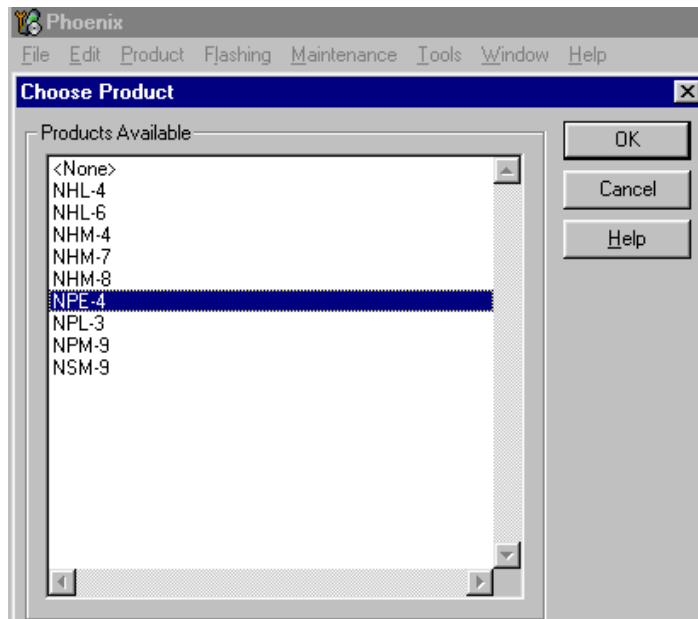 Phoenix
File Edit Product Flashing Maintenance Tools Window Help
Choose Product
Products Available
<None>
NHL-4
NHL-6
NHM-4
NHM-7
NHM-8
NPE-4
NPL-3
NPM-9
NSM-9
OK
Cancel
Help